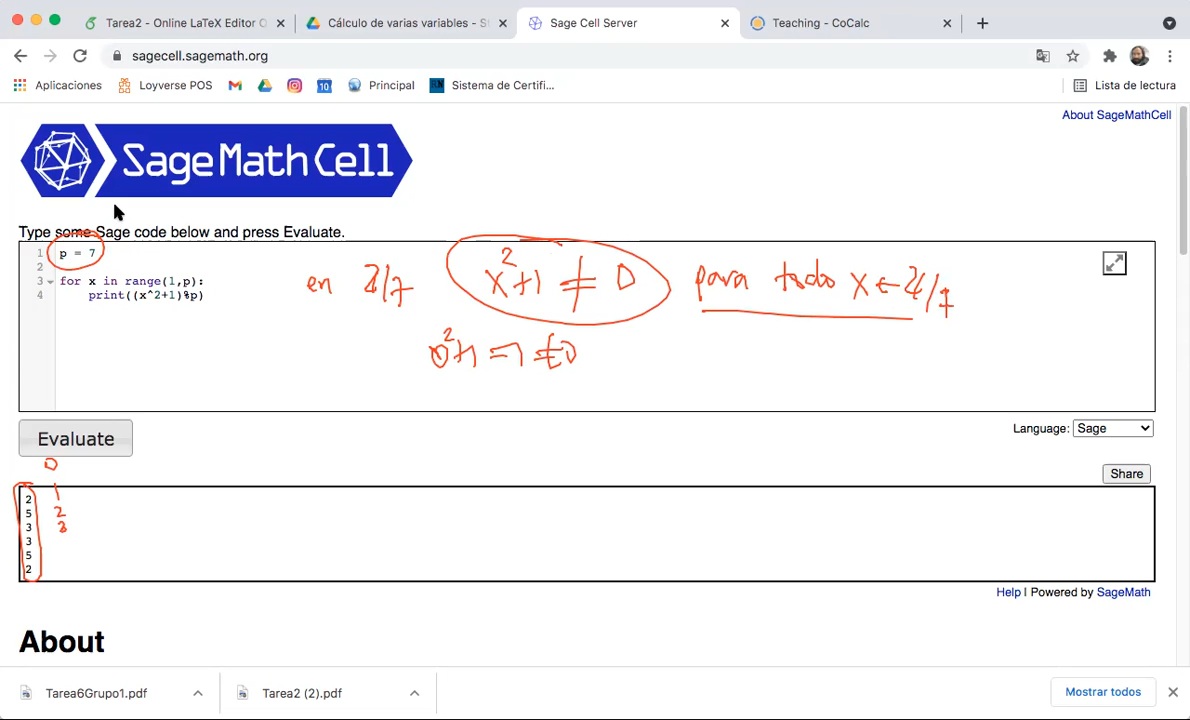 Tarea2 - Online LaTeX Editor O
Cálculo de varias variables - S
Sage Cell Server
Teaching - CoCalc
sagecell.sagemath.org
Aplicaciones
Loyverse POS
10
Principal
Sistema de Certifi...
Lista de lectura
About SageMathCell
SageMathCell
Type some Sage code below and press Evaluate.
1 p = 7
2
3 for x in range(1,p):
4 print((x^2+1)%p)
en ℤ/7 x²+1 ≠ 0 para todo x ∈ ℤ/7
0²+1 = 1 ≠ 0
Evaluate
Language: Sage
0
Share
2 1
5 2
3 3
3
5
2
Help | Powered by SageMath
About
Tarea6Grupo1.pdf
Tarea2 (2).pdf
Mostrar todos